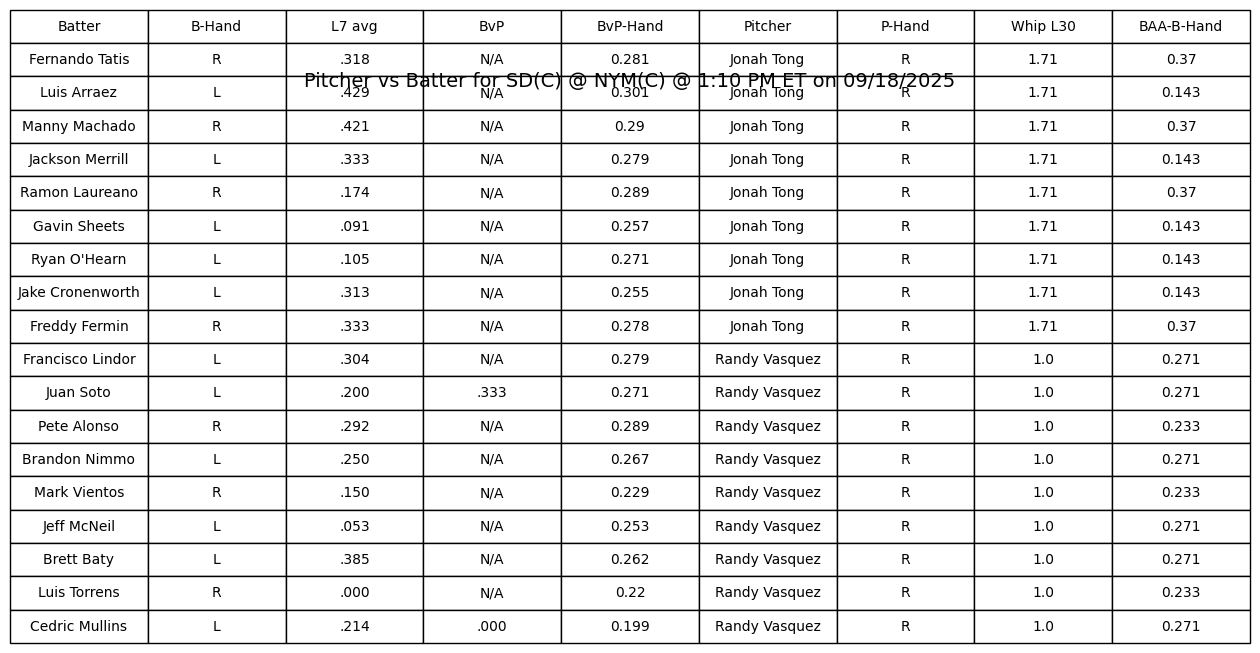 Batter B-Hand L7 avg BvP BvP-Hand Pitcher P-Hand Whip L30 BAA-B-Hand
Fernando Tatis R .318 N/A 0.281 Jonah Tong R 1.71 0.37
Pitcher vs Batter for SD(C) @ NYM(C) @ 1:10 PM ET on 09/18/2025
Luis Arraez L .429 N/A 0.301 Jonah Tong R 1.71 0.143
Manny Machado R .421 N/A 0.29 Jonah Tong R 1.71 0.37
Jackson Merrill L .333 N/A 0.279 Jonah Tong R 1.71 0.143
Ramon Laureano R .174 N/A 0.289 Jonah Tong R 1.71 0.37
Gavin Sheets L .091 N/A 0.257 Jonah Tong R 1.71 0.143
Ryan O'Hearn L .105 N/A 0.271 Jonah Tong R 1.71 0.143
Jake Cronenworth L .313 N/A 0.255 Jonah Tong R 1.71 0.143
Freddy Fermin R .333 N/A 0.278 Jonah Tong R 1.71 0.37
Francisco Lindor L .304 N/A 0.279 Randy Vasquez R 1.0 0.271
Juan Soto L .200 .333 0.271 Randy Vasquez R 1.0 0.271
Pete Alonso R .292 N/A 0.289 Randy Vasquez R 1.0 0.233
Brandon Nimmo L .250 N/A 0.267 Randy Vasquez R 1.0 0.271
Mark Vientos R .150 N/A 0.229 Randy Vasquez R 1.0 0.233
Jeff McNeil L .053 N/A 0.253 Randy Vasquez R 1.0 0.271
Brett Baty L .385 N/A 0.262 Randy Vasquez R 1.0 0.271
Luis Torrens R .000 N/A 0.22 Randy Vasquez R 1.0 0.233
Cedric Mullins L .214 .000 0.199 Randy Vasquez R 1.0 0.271